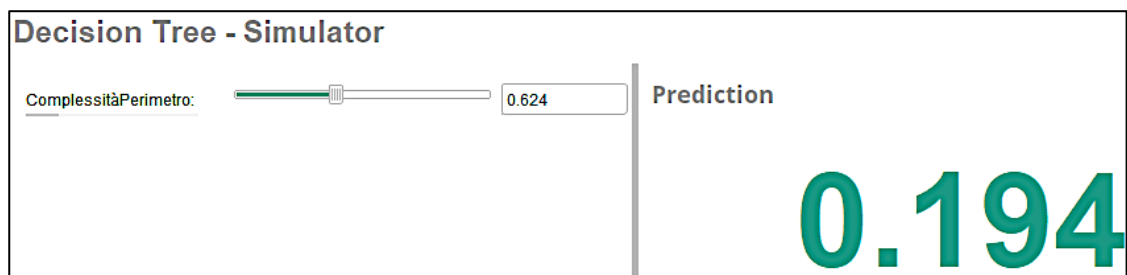 Decision Tree - Simulator
ComplessitàPerimetro:
0.624
Prediction
0.194